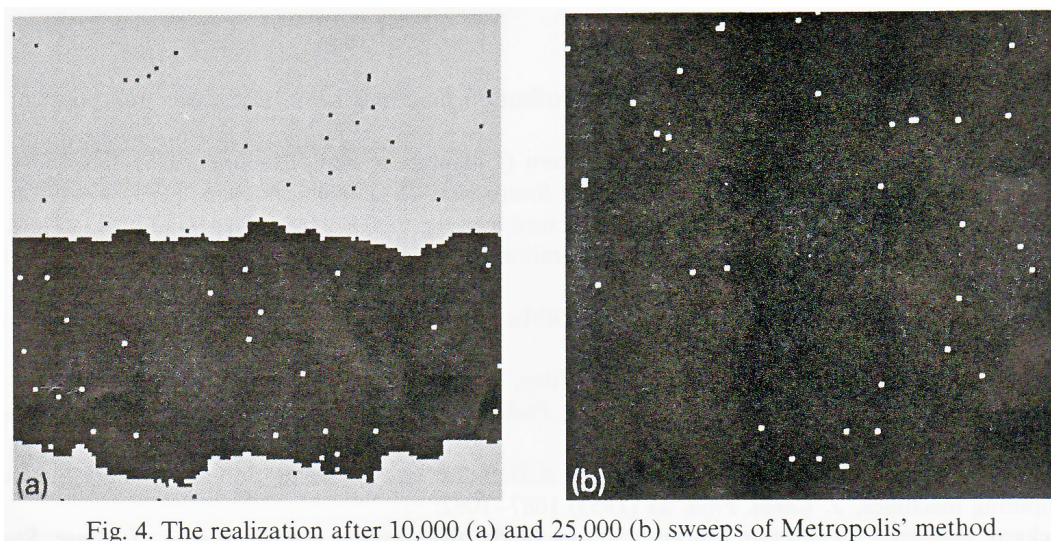 (a)
(b)
Fig. 4. The realization after 10,000 (a) and 25,000 (b) sweeps of Metropolis' method.